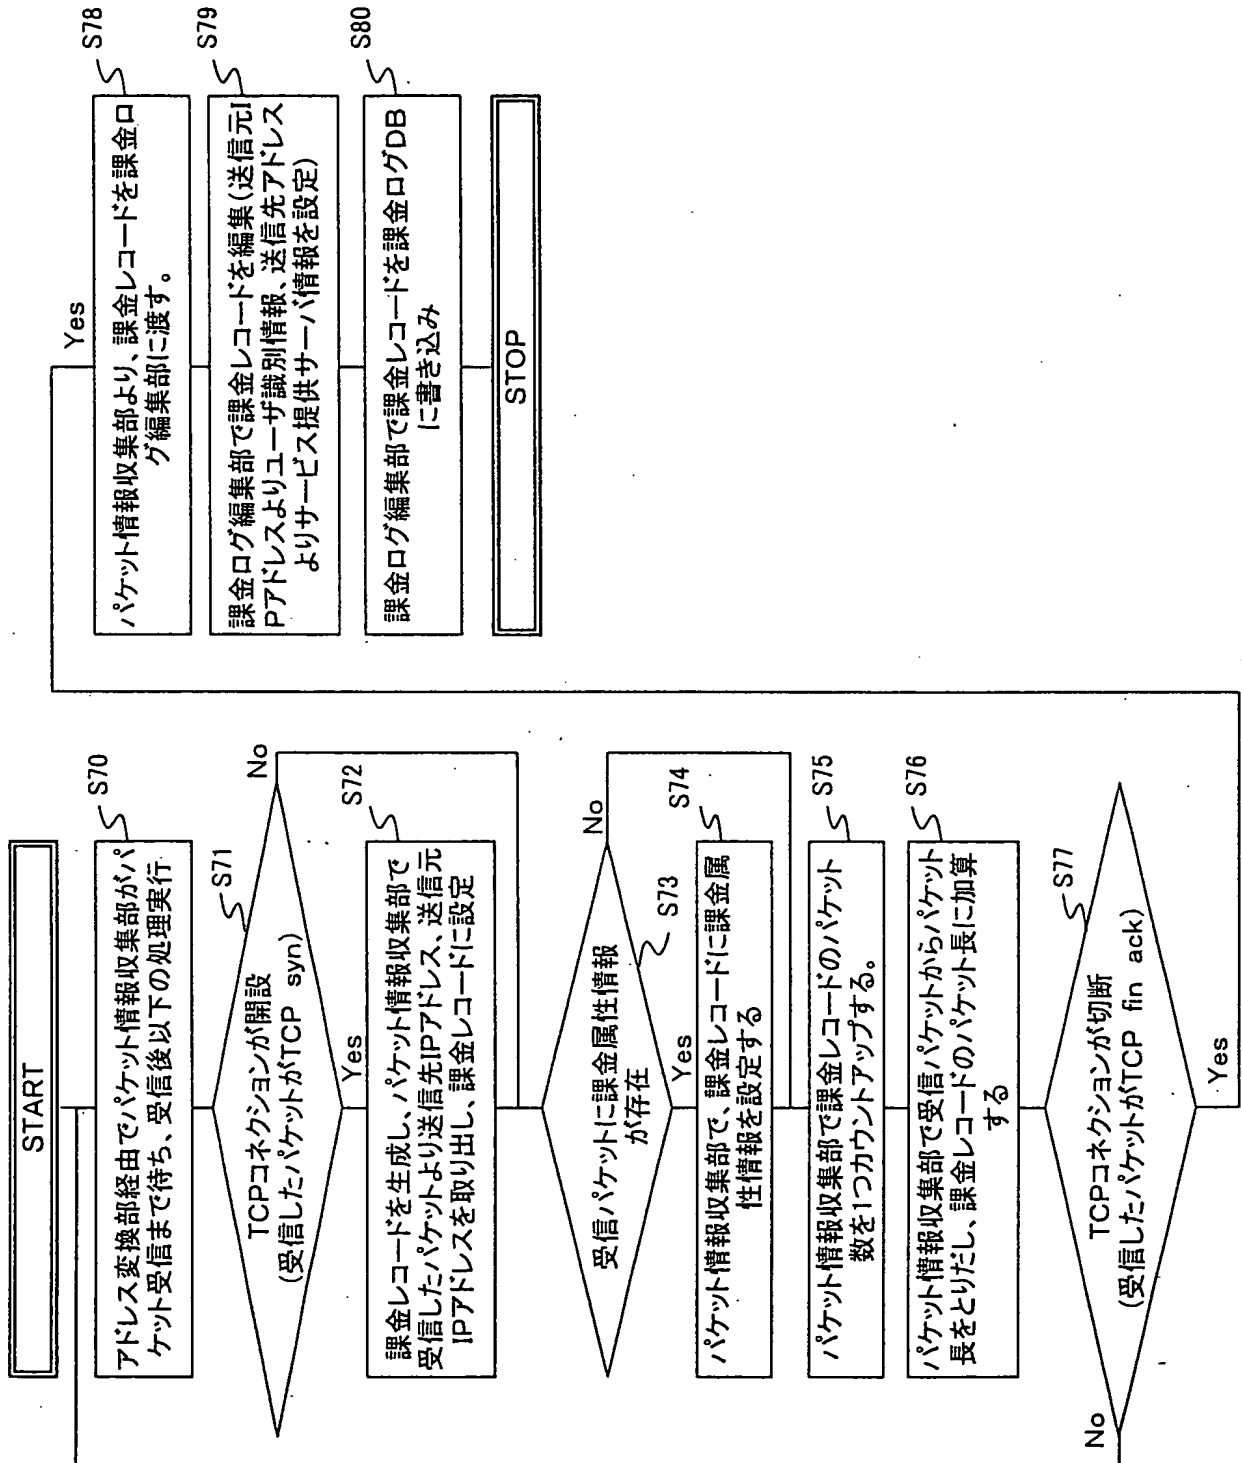 START
S70
アドレス変換部経由でパケット情報収集部がパ
ケット受信まで待ち、受信後以下の処理実行
S71
TCPコネクションが開設
(受信したパケットがTCP syn)
No
Yes
S72
課金レコードを生成し、パケット情報収集部で
受信したパケットより送信先IPアドレス、送信元
IPアドレスを取り出し、課金レコードに設定
受信パケットに課金属性情報
が存在
No
S73
Yes
S74
パケット情報収集部で、課金レコードに課金属
性情報を設定する
S75
パケット情報収集部で課金レコードのパケット
数を1つカウントアップする。
S76
パケット情報収集部で受信パケットからパケット
長をとりだし、課金レコードのパケット長に加算
する
S77
TCPコネクションが切断
(受信したパケットがTCP fin ack)
No
Yes
Yes
S78
パケット情報収集部より、課金レコードを課金ロ
グ編集部に渡す。
S79
課金ログ編集部で課金レコードを編集(送信元I
Pアドレスよりユーザ識別情報、送信先アドレス
よりサービス提供サーバ情報を設定)
S80
課金ログ編集部で課金レコードを課金ログDB
に書き込み
STOP